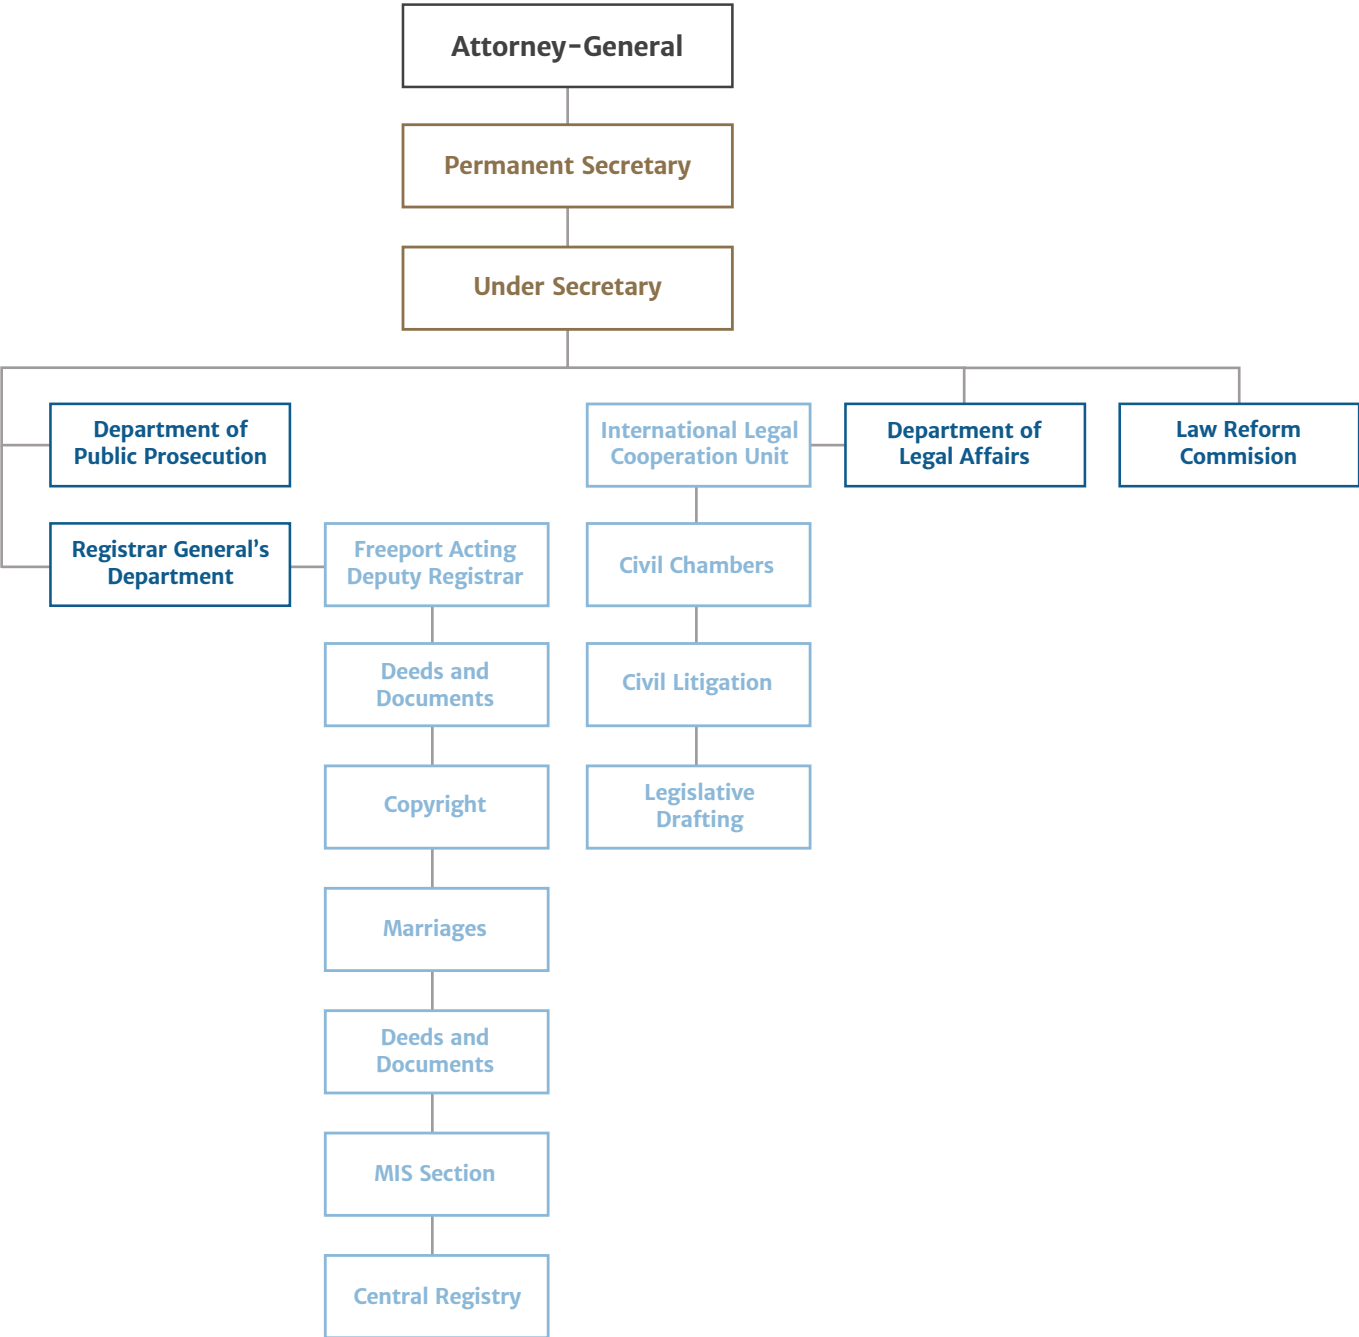 Attorney-General
Permanent Secretary
Under Secretary
Department of
Public Prosecution
International Legal
Cooperation Unit
Department of
Legal Affairs
Law Reform
Commision
Registrar General’s
Department
Freeport Acting
Deputy Registrar
Civil Chambers
Deeds and
Documents
Civil Litigation
Copyright
Legislative
Drafting
Marriages
Deeds and
Documents
MIS Section
Central Registry